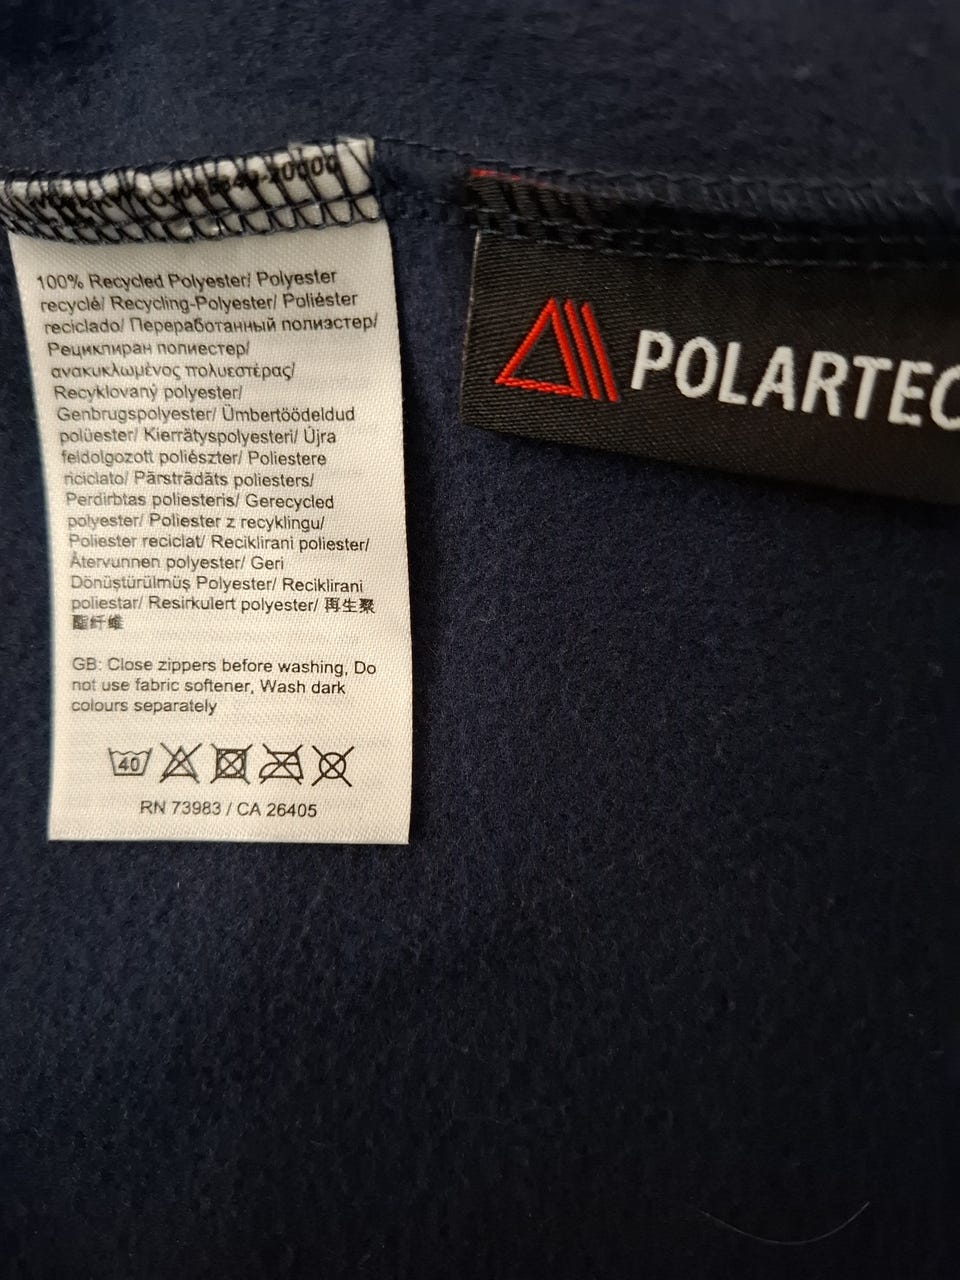 100% Recycled Polyester/ Polyester
recyclé/ Recycling-Polyester/ Poliéster
reciclado/ Переработанный полиэстер/
Рециклиран полиестер/
ανακυκλωμένος πολυεστέρας/
Recyklovaný polyester/
Genbrugspolyester/ Ümbertöödeldud
polüester/ Kierrätyspolyesteri/ Újra
feldolgozott poliészter/ Poliestere
riciclato/ Pārstrādāts poliesters/
Perdirbtas poliesteris/ Gerecycled
polyester/ Poliester z recyklingu/
Poliester reciclat/ Reciklirani poliester/
Återvunnen polyester/ Geri
Dönüştürülmüş Polyester/ Reciklirani
poliestar/ Resirkulert polyester/ 再生聚
酯纤维
GB: Close zippers before washing, Do
not use fabric softener, Wash dark
colours separately
40
RN 73983 / CA 26405
POLARTEC